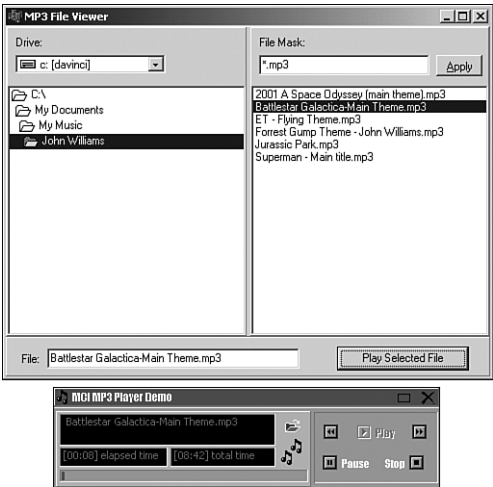 MP3 File Viewer
Drive:
c: [davinci]
File Mask:
*.mp3
Apply
C:\
My Documents
My Music
John Williams
2001 A Space Odyssey (main theme).mp3
Battlestar Galactica-Main Theme.mp3
ET - Flying Theme.mp3
Forrest Gump Theme - John Williams.mp3
Jurassic Park.mp3
Superman - Main title.mp3
File:
Battlestar Galactica-Main Theme.mp3
Play Selected File
MCI MP3 Player Demo
Battlestar Galactica-Main Theme.mp3
[00:08] elapsed time
[08:42] total time
Play
Pause
Stop